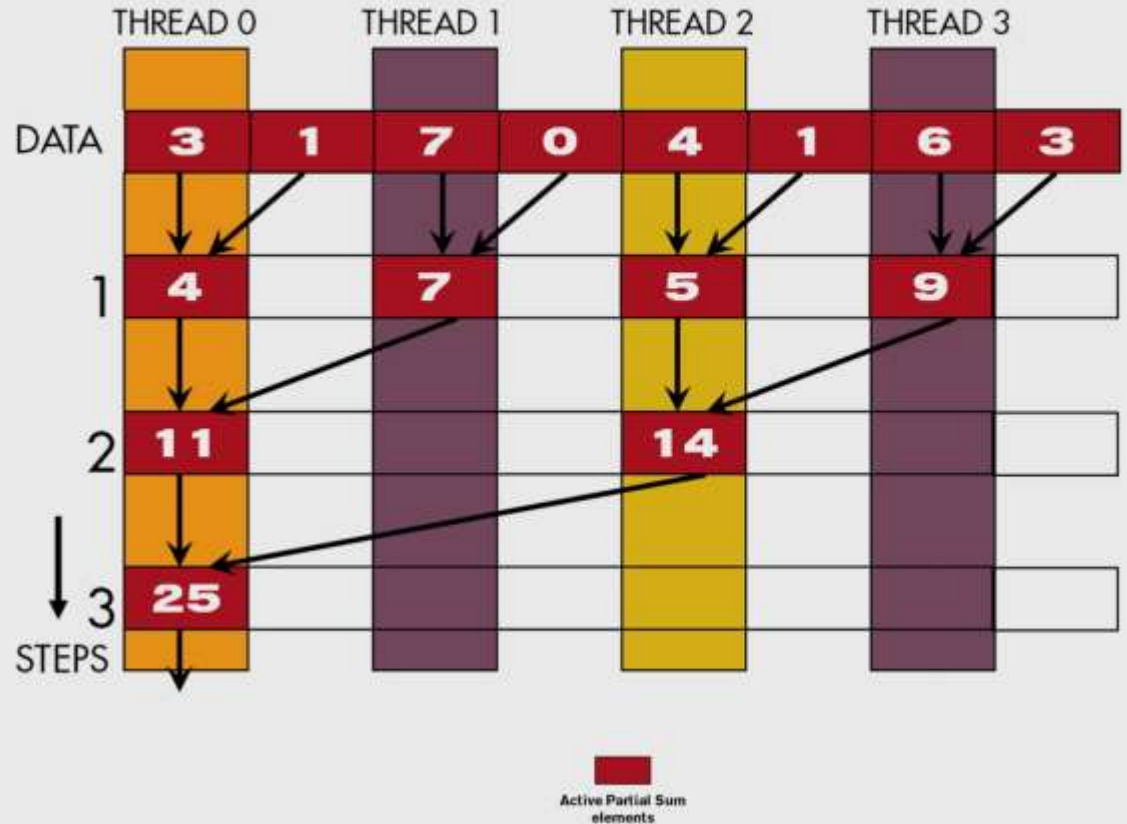 THREAD 0 THREAD 1 THREAD 2 THREAD 3
DATA 3 1 7 0 4 1 6 3
1 4 7 5 9
2 11 14
3 25
STEPS
Active Partial Sum
elements